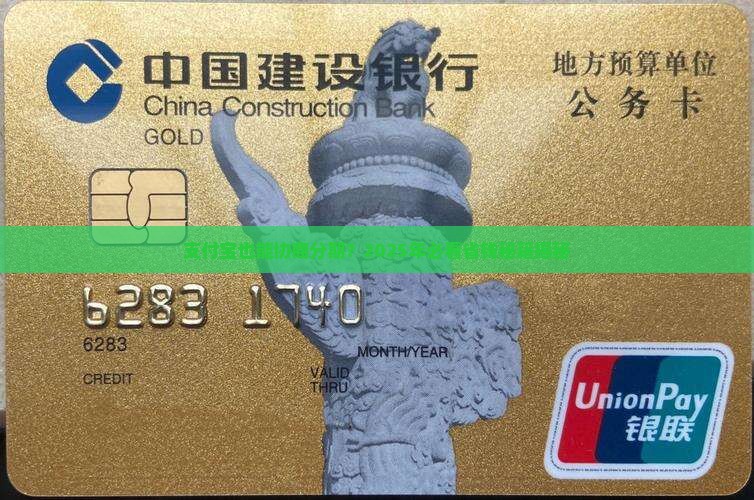 中国建设银行
China Construction Bank
GOLD
地方预算单位
公务卡
6283 1740
6283
MONTH/YEAR
CREDIT
VALID
THRU
UnionPay
银联